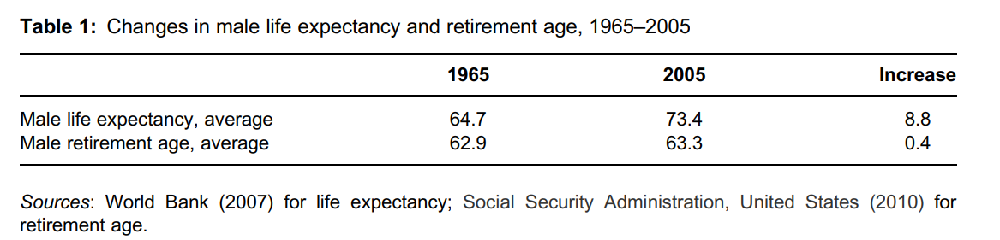 Table 1: Changes in male life expectancy and retirement age, 1965–2005
1965 2005 Increase
Male life expectancy, average 64.7 73.4 8.8
Male retirement age, average 62.9 63.3 0.4
Sources: World Bank (2007) for life expectancy; Social Security Administration, United States (2010) for
retirement age.